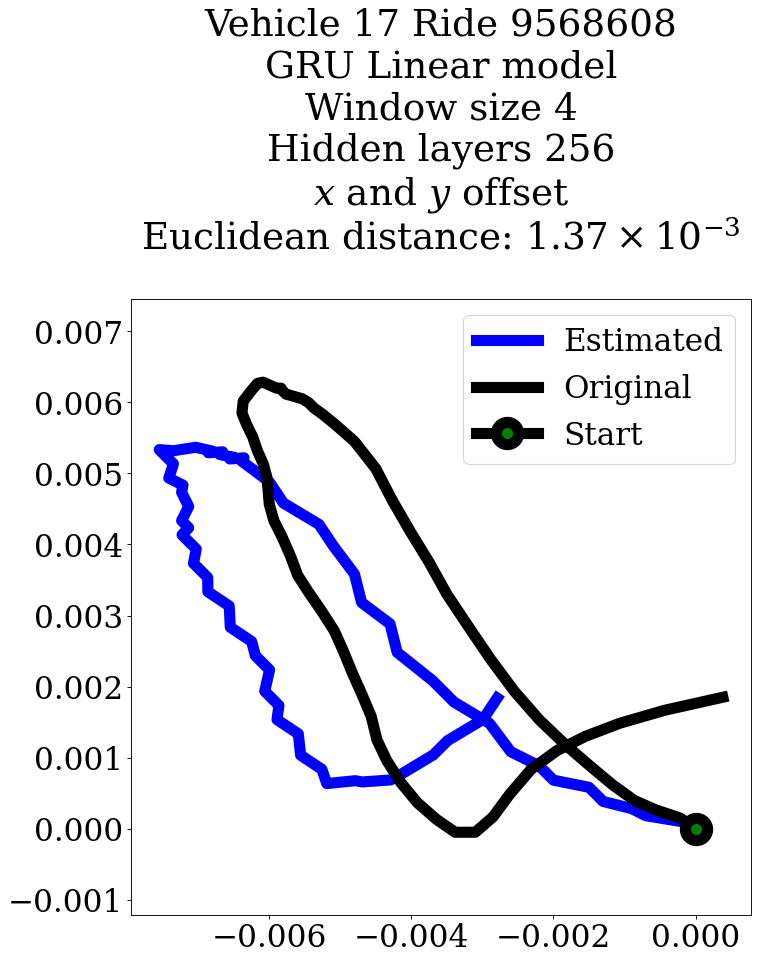 Vehicle 17 Ride 9568608
GRU Linear model
Window size 4
Hidden layers 256
x and y offset
Euclidean distance: 1.37 × 10⁻³
Estimated
Original
Start
0.007
0.006
0.005
0.004
0.003
0.002
0.001
0.000
−0.001
−0.006 −0.004 −0.002 0.000